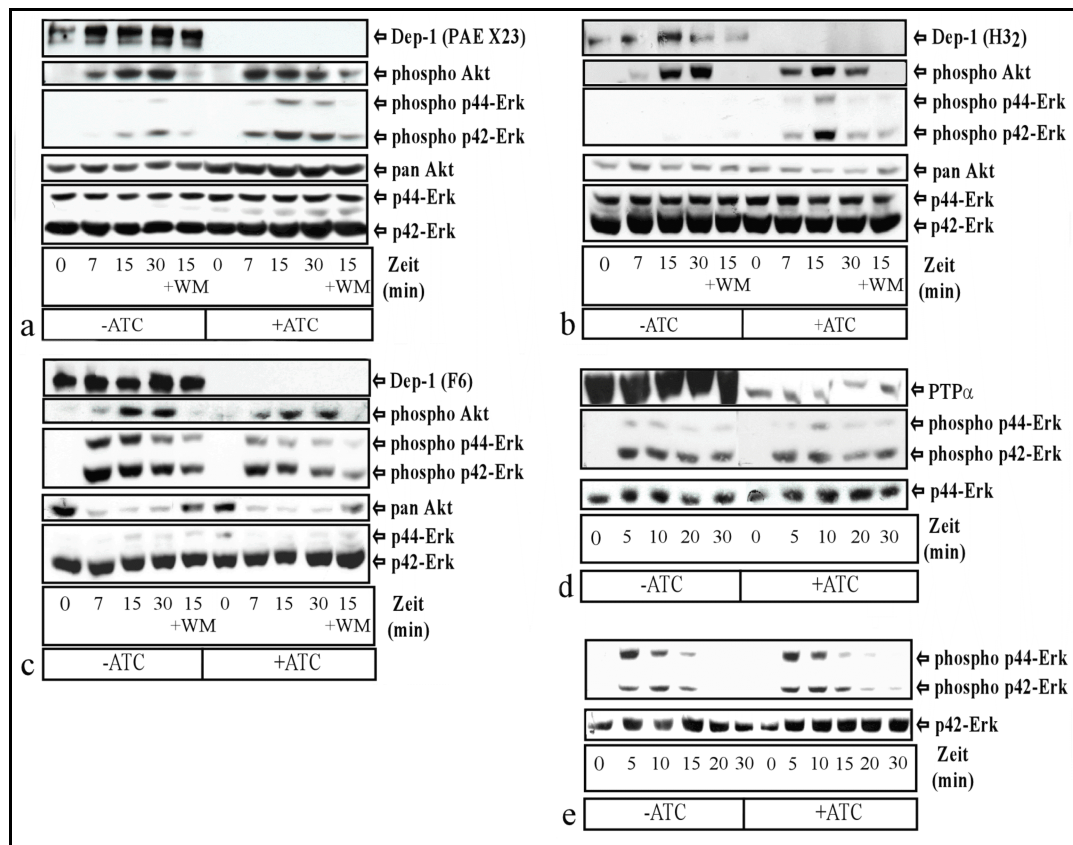 Dep-1 (PAE X23)
phospho Akt
phospho p44-Erk
phospho p42-Erk
pan Akt
p44-Erk
p42-Erk
0 7 15 30 15 0 7 15 30 15 Zeit
+WM +WM (min)
-ATC +ATC
a
Dep-1 (H32)
phospho Akt
phospho p44-Erk
phospho p42-Erk
pan Akt
p44-Erk
p42-Erk
0 7 15 30 15 0 7 15 30 15 Zeit
+WM +WM (min)
-ATC +ATC
b
Dep-1 (F6)
phospho Akt
phospho p44-Erk
phospho p42-Erk
pan Akt
p44-Erk
p42-Erk
0 7 15 30 15 0 7 15 30 15 Zeit
+WM +WM (min)
-ATC +ATC
c
PTPα
phospho p44-Erk
phospho p42-Erk
p44-Erk
0 5 10 20 30 0 5 10 20 30 Zeit
(min)
-ATC +ATC
d
phospho p44-Erk
phospho p42-Erk
p42-Erk
0 5 10 15 20 30 0 5 10 15 20 30 Zeit
(min)
-ATC +ATC
e